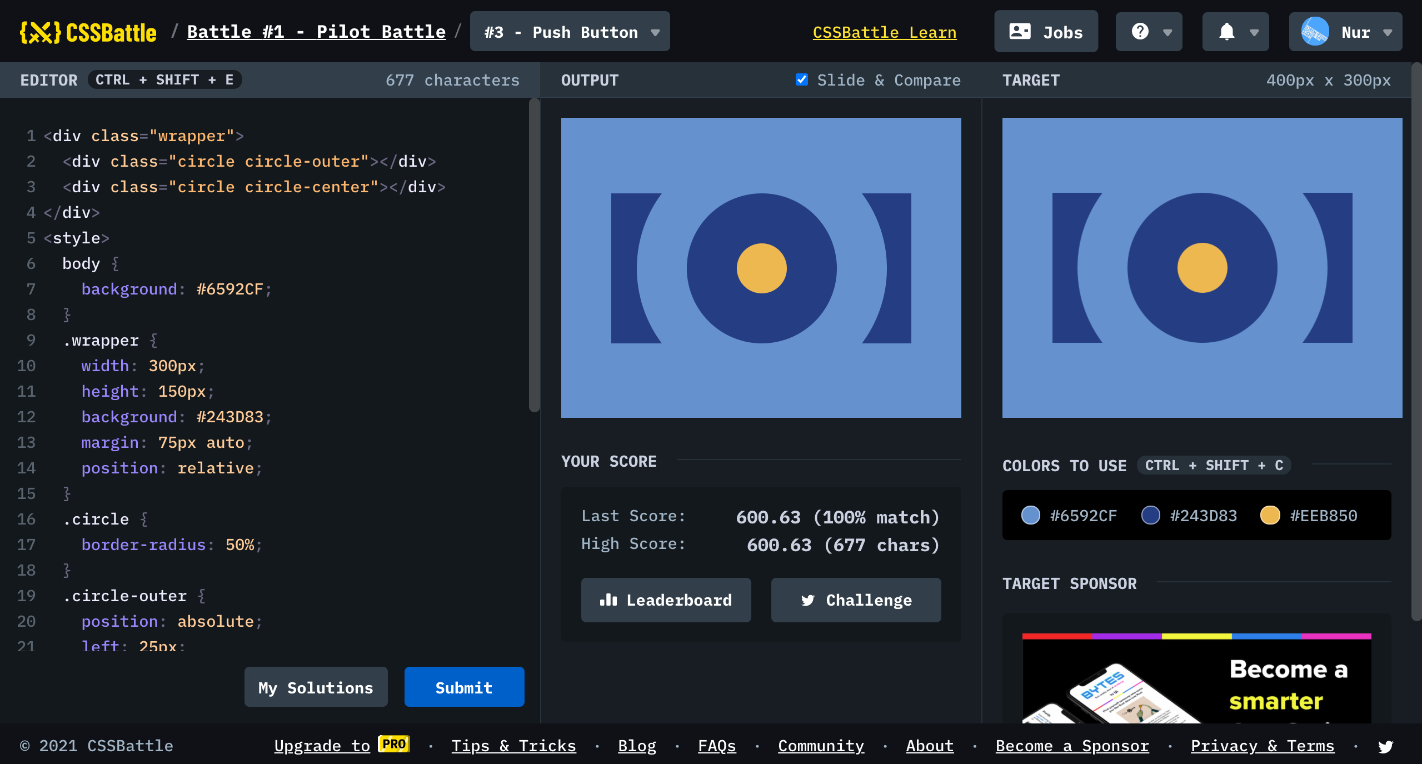 CSSBattle / Battle #1 - Pilot Battle / #3 - Push Button CSSBattle Learn Jobs Nur
EDITOR CTRL + SHIFT + E 677 characters
1 <div class="wrapper">
2 <div class="circle circle-outer"></div>
3 <div class="circle circle-center"></div>
4 </div>
5 <style>
6 body {
7 background: #6592CF;
8 }
9 .wrapper {
10 width: 300px;
11 height: 150px;
12 background: #243D83;
13 margin: 75px auto;
14 position: relative;
15 }
16 .circle {
17 border-radius: 50%;
18 }
19 .circle-outer {
20 position: absolute;
21 left: 25px;
My Solutions Submit
OUTPUT Slide & Compare
YOUR SCORE
Last Score: 600.63 (100% match)
High Score: 600.63 (677 chars)
Leaderboard Challenge
TARGET 400px x 300px
COLORS TO USE CTRL + SHIFT + C
#6592CF #243D83 #EEB850
TARGET SPONSOR
BYTES
Become a
smarter
© 2021 CSSBattle Upgrade to PRO · Tips & Tricks · Blog · FAQs · Community · About · Become a Sponsor · Privacy & Terms ·